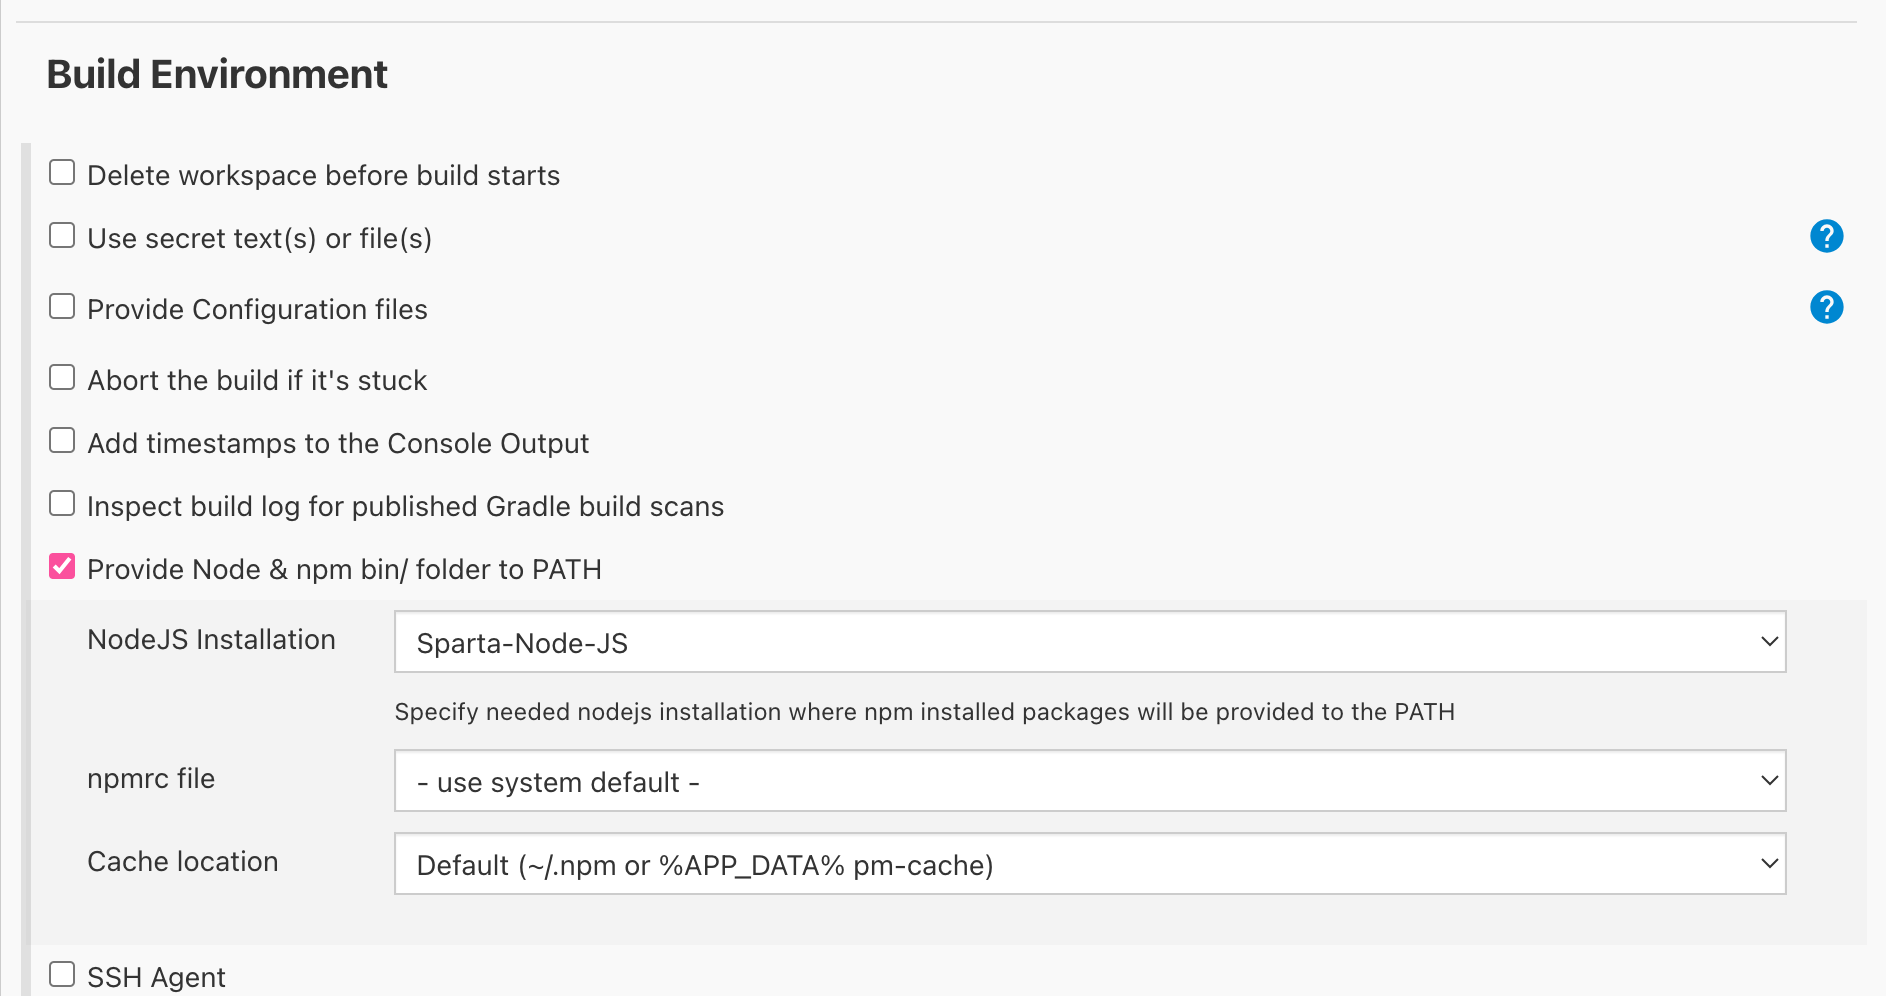 Build Environment
Delete workspace before build starts
Use secret text(s) or file(s)
?
Provide Configuration files
?
Abort the build if it's stuck
Add timestamps to the Console Output
Inspect build log for published Gradle build scans
Provide Node & npm bin/ folder to PATH
NodeJS Installation
Sparta-Node-JS
Specify needed nodejs installation where npm installed packages will be provided to the PATH
npmrc file
- use system default -
Cache location
Default (~/.npm or %APP_DATA% pm-cache)
SSH Agent